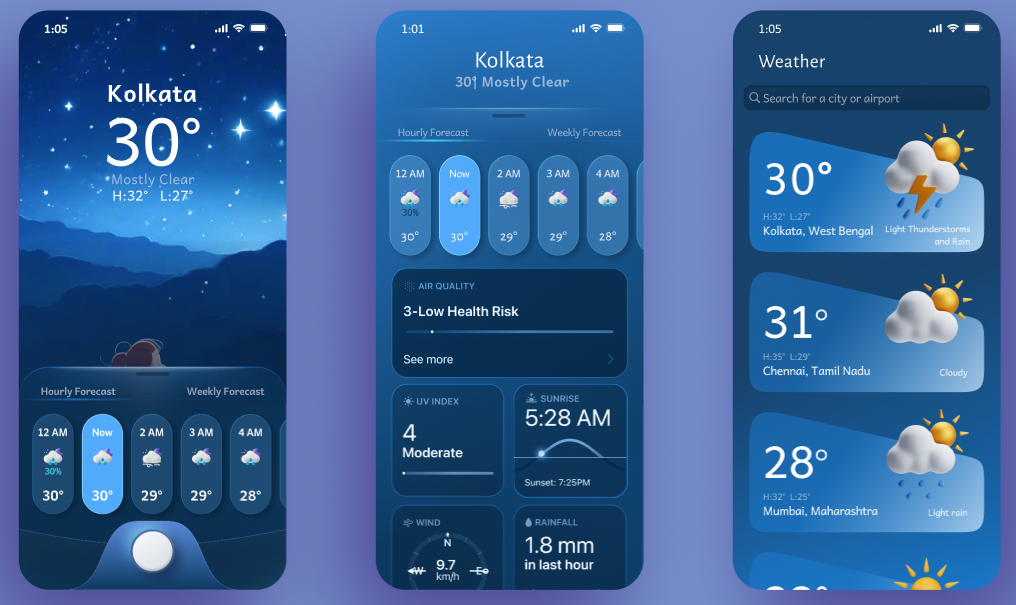 1:05
Kolkata
30°
Mostly Clear
H:32° L:27°
Hourly Forecast Weekly Forecast
12 AM Now 2 AM 3 AM 4 AM
30%
30° 30° 29° 29° 28°
1:01
Kolkata
30| Mostly Clear
Hourly Forecast Weekly Forecast
12 AM Now 2 AM 3 AM 4 AM
30%
30° 30° 29° 29° 28°
AIR QUALITY
3-Low Health Risk
See more
UV INDEX
4
Moderate
SUNRISE
5:28 AM
Sunset: 7:25PM
WIND
N
W 9.7 E
km/h
RAINFALL
1.8 mm
in last hour
1:05
Weather
Search for a city or airport
30°
H:32° L:27°
Kolkata, West Bengal
Light Thunderstorms
and Rain
31°
H:35° L:29°
Chennai, Tamil Nadu
Cloudy
28°
H:32° L:25°
Mumbai, Maharashtra
Light rain